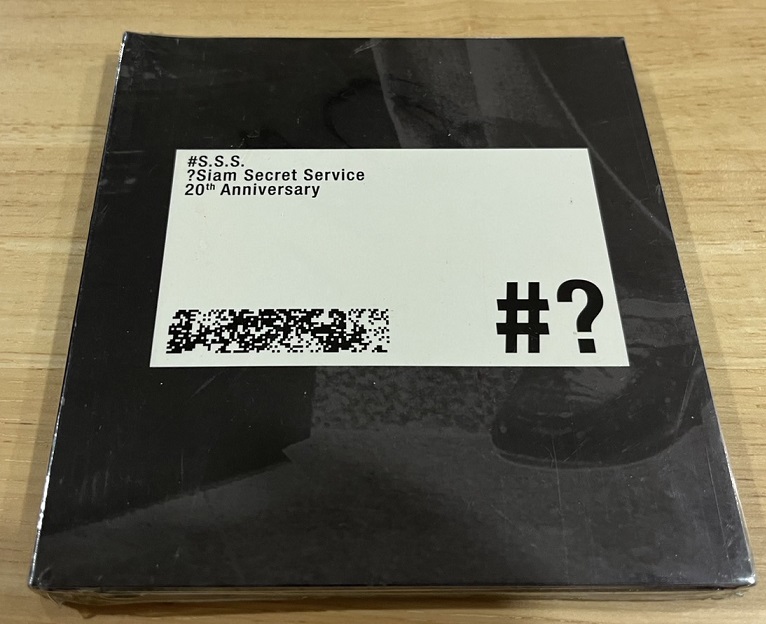 #S.S.S.
?Siam Secret Service
20th Anniversary
#?